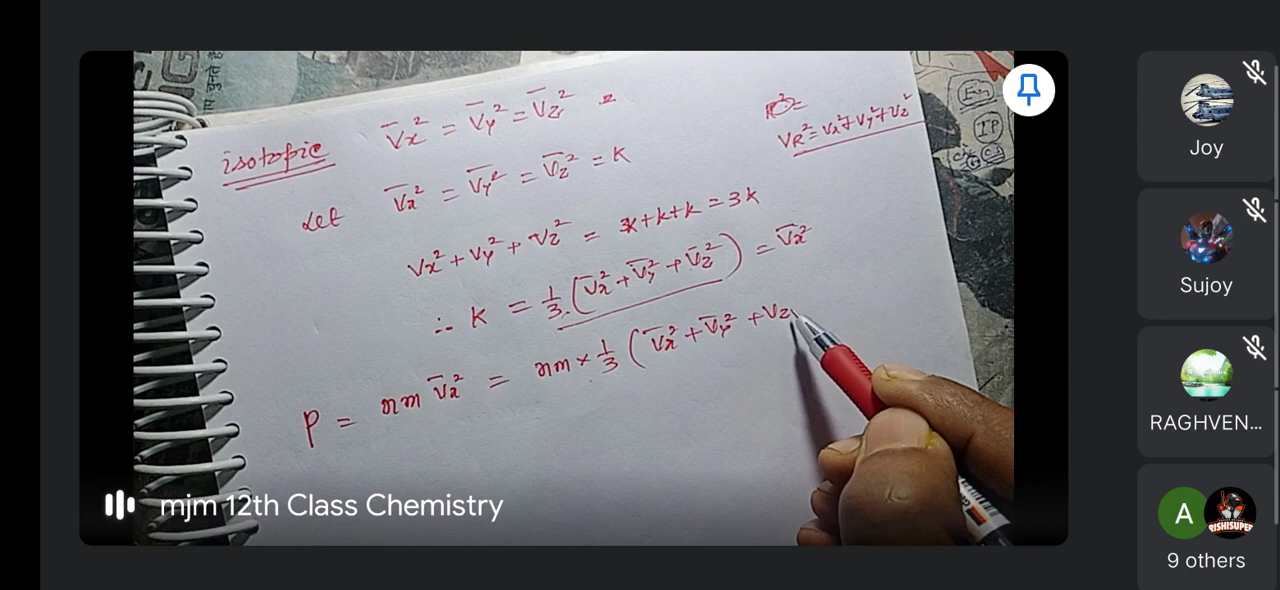 isotopic
V̄x² = V̄y² = V̄z²
VR² = Vx² + Vy² + Vz²
Let V̄x² = V̄y² = V̄z² = K
Vx² + Vy² + Vz² = k+k+k = 3k
∴ K = 1/3 (V̄x² + V̄y² + V̄z²) = V̄x²
P = nm V̄x² = nm × 1/3 (V̄x² + V̄y² + Vz
mjm 12th Class Chemistry
Joy
Sujoy
RAGHVEN...
A
RISHISUPER
9 others